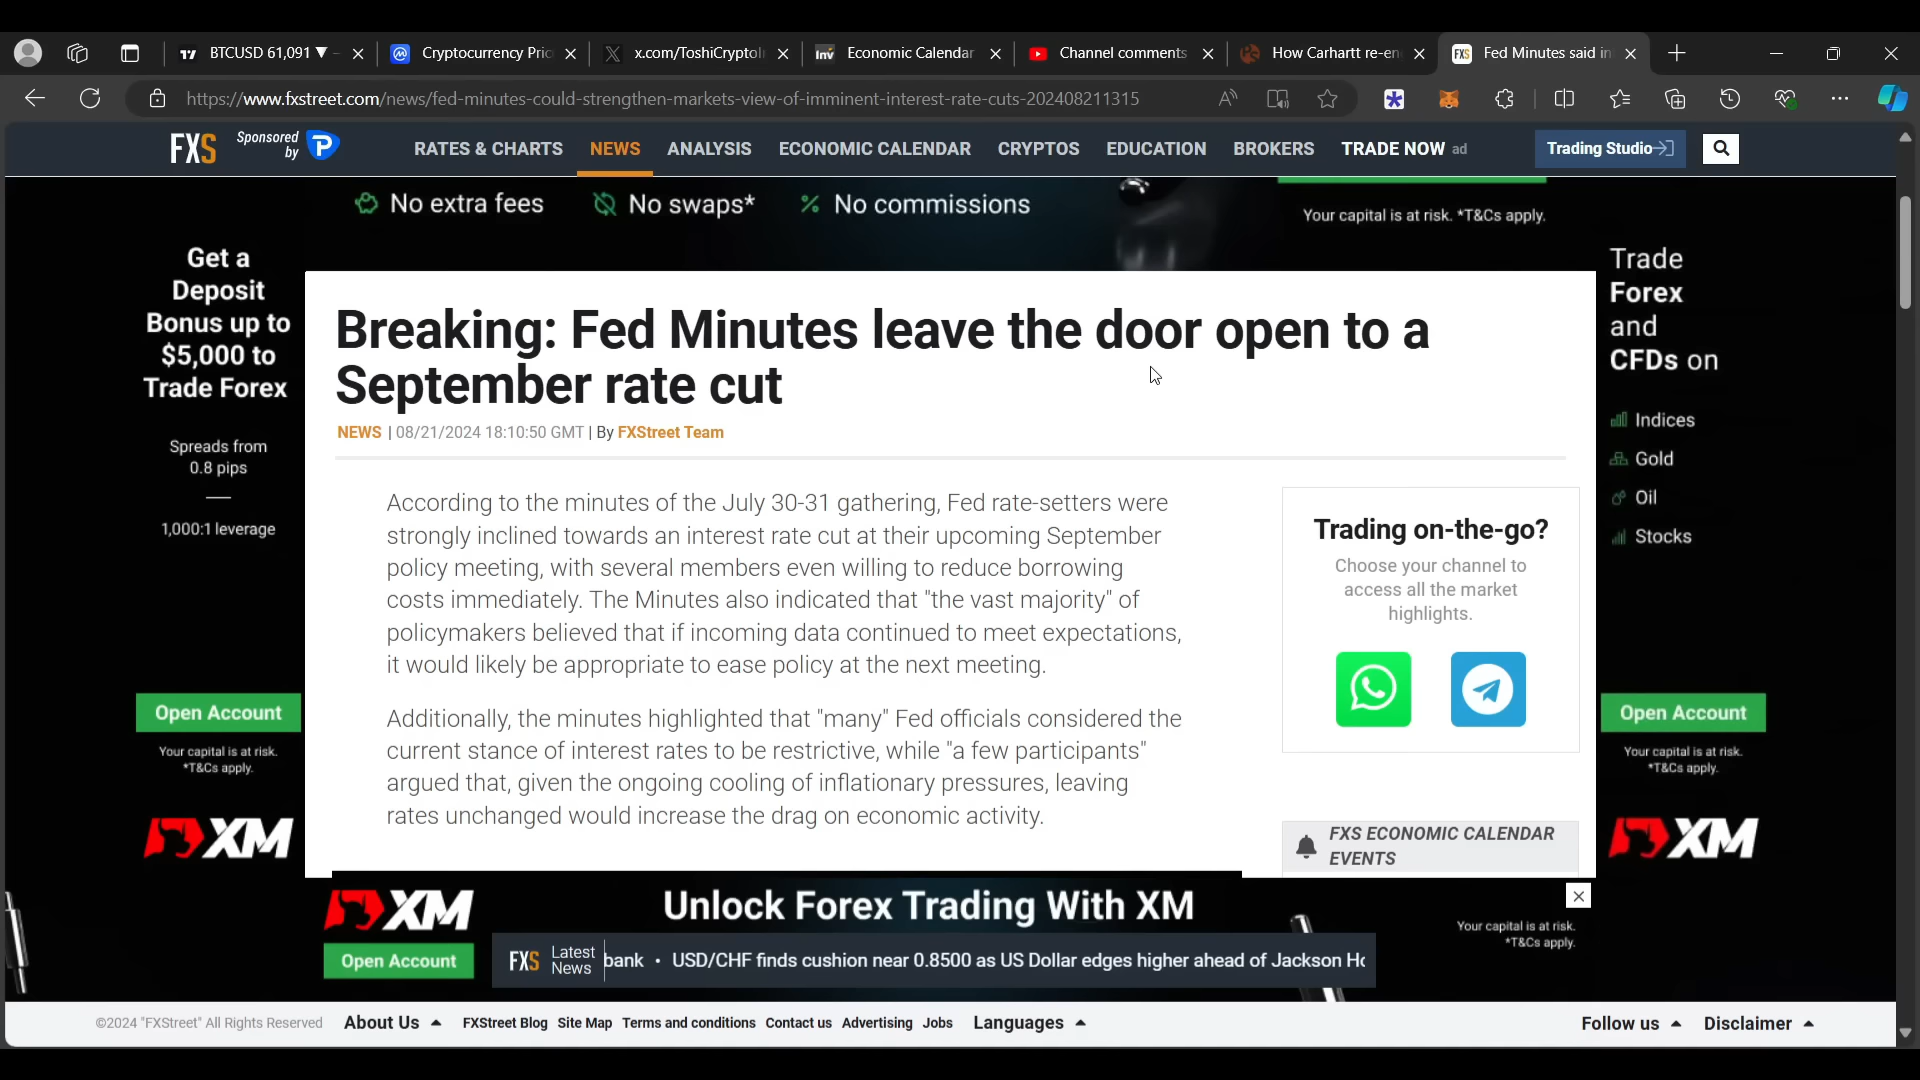 BTCUSD 61,091 ▼
Cryptocurrency Pric
x.com/ToshiCryptoI
Economic Calendar
Channel comments
How Carhartt re-en
Fed Minutes said in
https://www.fxstreet.com/news/fed-minutes-could-strengthen-markets-view-of-imminent-interest-rate-cuts-202408211315
FXS
Sponsored
by
RATES & CHARTS
NEWS
ANALYSIS
ECONOMIC CALENDAR
CRYPTOS
EDUCATION
BROKERS
TRADE NOW ad
Trading Studio
No extra fees
No swaps*
No commissions
Your capital is at risk. *T&Cs apply.
Get a
Deposit
Bonus up to
$5,000 to
Trade Forex
Spreads from
0.8 pips
1,000:1 leverage
Open Account
Your capital is at risk.
*T&Cs apply.
XM
Breaking: Fed Minutes leave the door open to a
September rate cut
NEWS | 08/21/2024 18:10:50 GMT | By FXStreet Team
According to the minutes of the July 30-31 gathering, Fed rate-setters were
strongly inclined towards an interest rate cut at their upcoming September
policy meeting, with several members even willing to reduce borrowing
costs immediately. The Minutes also indicated that "the vast majority" of
policymakers believed that if incoming data continued to meet expectations,
it would likely be appropriate to ease policy at the next meeting.
Additionally, the minutes highlighted that "many" Fed officials considered the
current stance of interest rates to be restrictive, while "a few participants"
argued that, given the ongoing cooling of inflationary pressures, leaving
rates unchanged would increase the drag on economic activity.
Trading on-the-go?
Choose your channel to
access all the market
highlights.
FXS ECONOMIC CALENDAR
EVENTS
Trade
Forex
and
CFDs on
Indices
Gold
Oil
Stocks
Open Account
Your capital is at risk.
*T&Cs apply.
XM
XM
Open Account
Unlock Forex Trading With XM
Your capital is at risk.
*T&Cs apply.
FXS
Latest
News
bank • USD/CHF finds cushion near 0.8500 as US Dollar edges higher ahead of Jackson Ho
©2024 "FXStreet" All Rights Reserved
About Us
FXStreet Blog
Site Map
Terms and conditions
Contact us
Advertising
Jobs
Languages
Follow us
Disclaimer